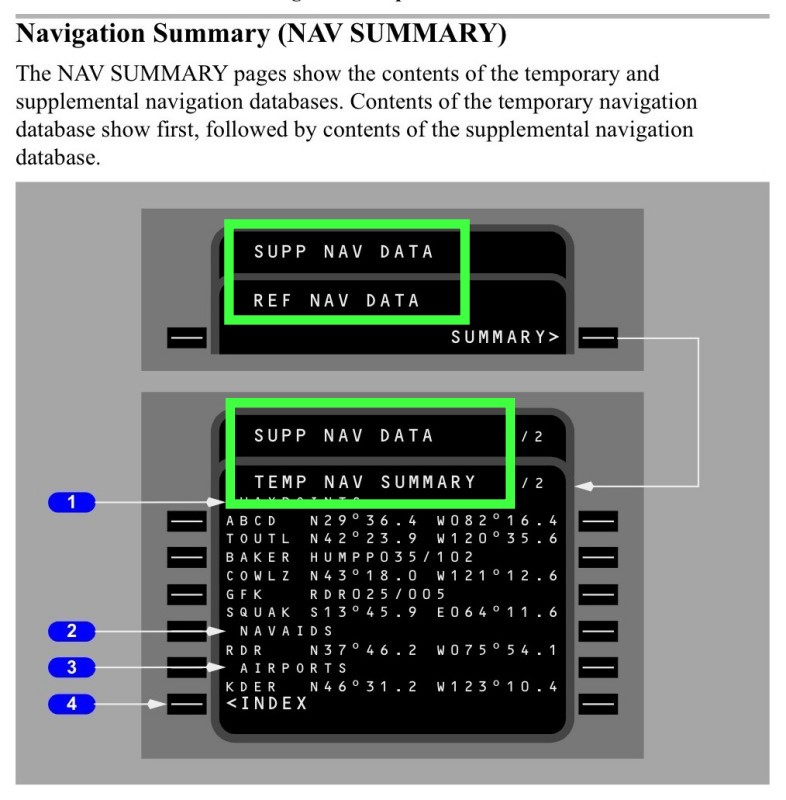 Navigation Summary (NAV SUMMARY)
The NAV SUMMARY pages show the contents of the temporary and
supplemental navigation databases. Contents of the temporary navigation
database show first, followed by contents of the supplemental navigation
database.
SUPP NAV DATA
REF NAV DATA
SUMMARY>
SUPP NAV DATA /2
TEMP NAV SUMMARY /2
1
ABCD N29°36.4 W082°16.4
TOUTL N42°23.9 W120°35.6
BAKER HUMPP035/102
COWLZ N43°18.0 W121°12.6
GFK RDR025/005
SQUAK S13°45.9 E064°11.6
2 NAVAIDS
RDR N37°46.2 W075°54.1
3 AIRPORTS
KDER N46°31.2 W123°10.4
4 <INDEX